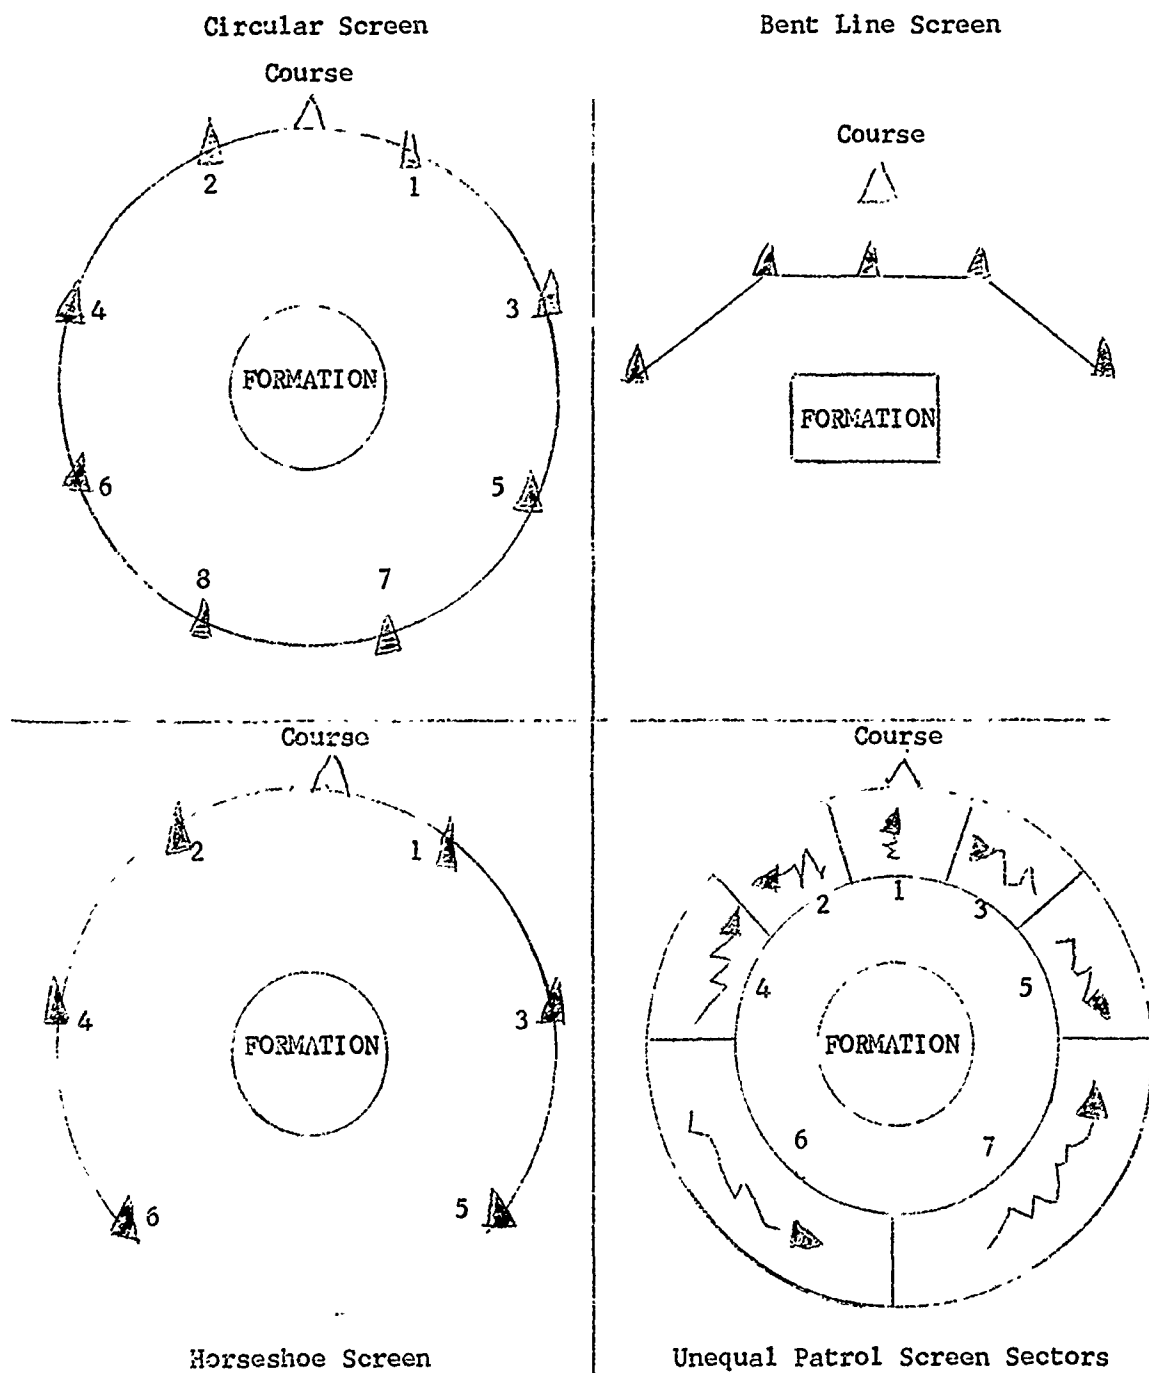 Circular Screen
Course
2
1
4
3
FORMATION
6
5
8
7
Bent Line Screen
Course
FORMATION
Course
2
1
4
3
FORMATION
6
5
Horseshoe Screen
Course
2
1
3
4
5
FORMATION
6
7
Unequal Patrol Screen Sectors